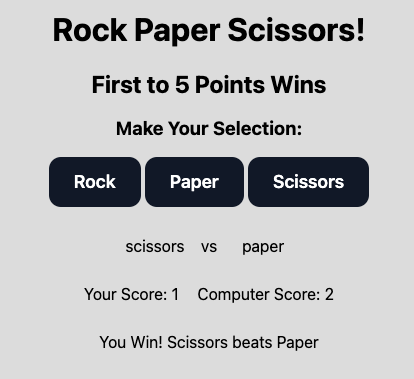 Rock Paper Scissors!
First to 5 Points Wins
Make Your Selection:
Rock Paper Scissors
scissors vs paper
Your Score: 1 Computer Score: 2
You Win! Scissors beats Paper